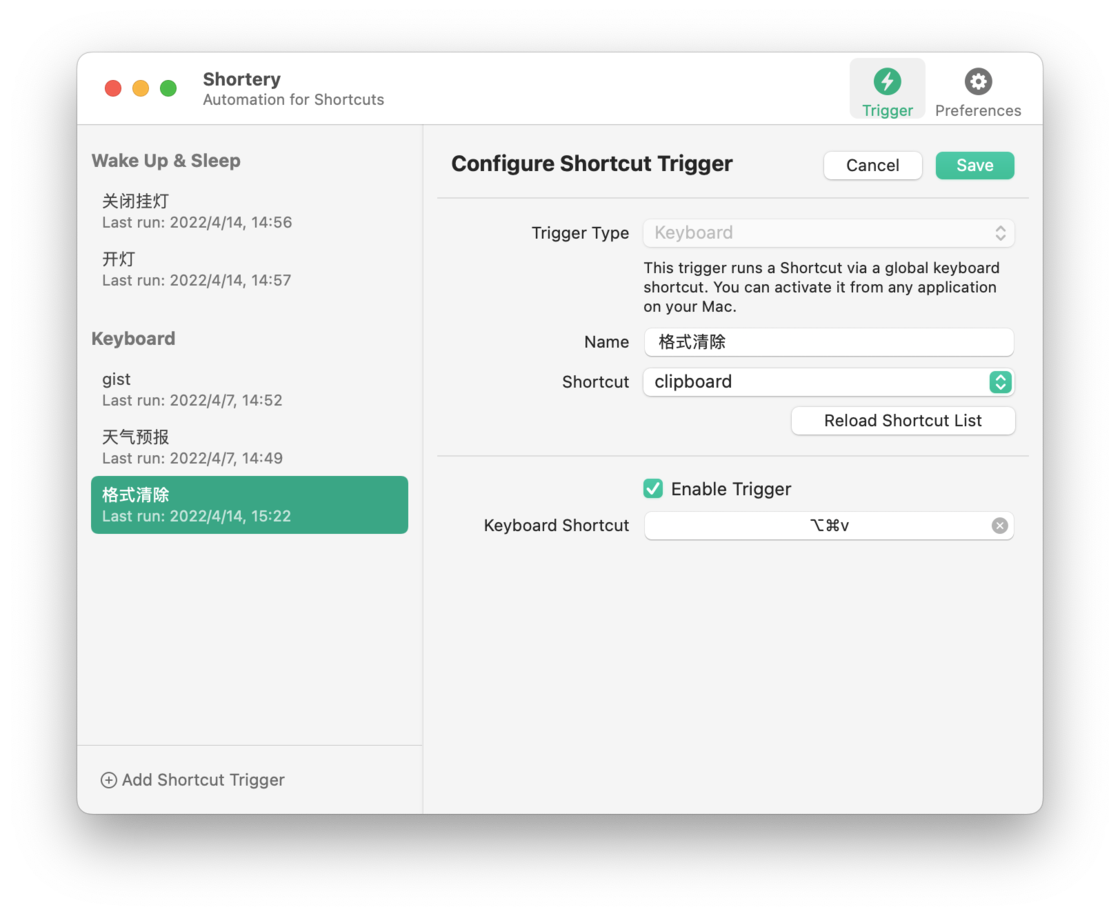 Shortery
Automation for Shortcuts
Trigger
Preferences
Wake Up & Sleep
关闭挂灯
Last run: 2022/4/14, 14:56
开灯
Last run: 2022/4/14, 14:57
Keyboard
gist
Last run: 2022/4/7, 14:52
天气预报
Last run: 2022/4/7, 14:49
格式清除
Last run: 2022/4/14, 15:22
Add Shortcut Trigger
Configure Shortcut Trigger
Cancel
Save
Trigger Type
Keyboard
This trigger runs a Shortcut via a global keyboard
shortcut. You can activate it from any application
on your Mac.
Name
格式清除
Shortcut
clipboard
Reload Shortcut List
Enable Trigger
Keyboard Shortcut
⌥⌘v